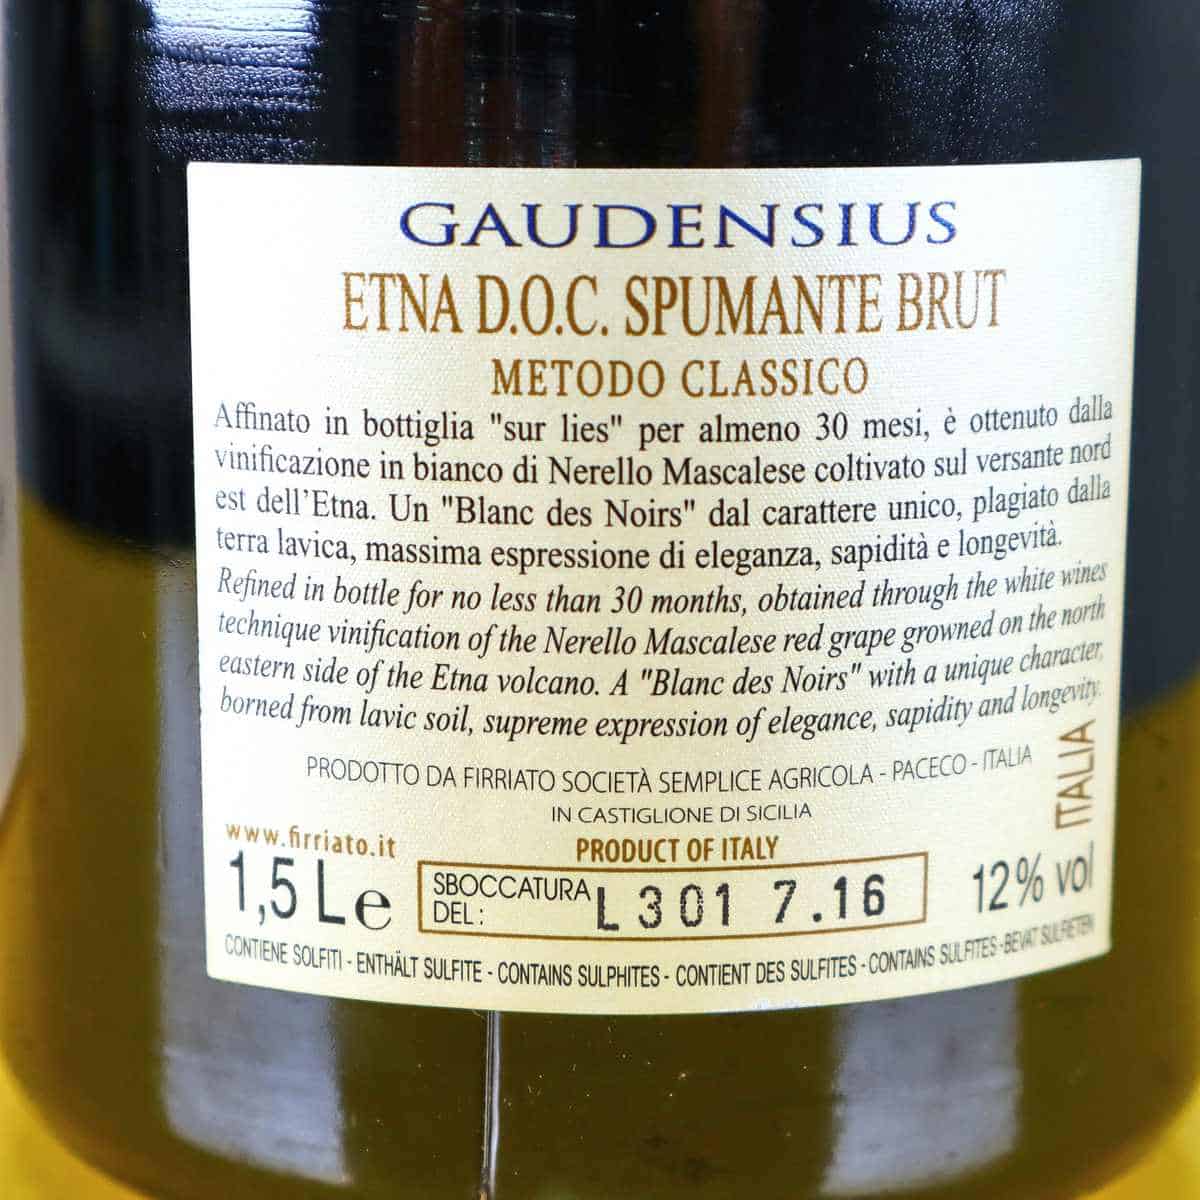 GAUDENSIUS
ETNA D.O.C. SPUMANTE BRUT
METODO CLASSICO
Affinato in bottiglia "sur lies" per almeno 30 mesi, è ottenuto dalla
vinificazione in bianco di Nerello Mascalese coltivato sul versante nord
est dell'Etna. Un "Blanc des Noirs" dal carattere unico, plagiato dalla
terra lavica, massima espressione di eleganza, sapidità e longevità.
Refined in bottle for no less than 30 months, obtained through the white wines
technique vinification of the Nerello Mascalese red grape growned on the north
eastern side of the Etna volcano. A "Blanc des Noirs" with a unique character,
borned from lavic soil, supreme expression of elegance, sapidity and longevity.
PRODOTTO DA FIRRIATO SOCIETÀ SEMPLICE AGRICOLA - PACECO - ITALIA
IN CASTIGLIONE DI SICILIA
ITALIA
www.firriato.it
PRODUCT OF ITALY
1,5 L e
SBOCCATURA
DEL:
L 301 7.16
12% vol
CONTIENE SOLFITI - ENTHÄLT SULFITE - CONTAINS SULPHITES - CONTIENT DES SULFITES - CONTAINS SULFITES - BEVAT SULFIETEN